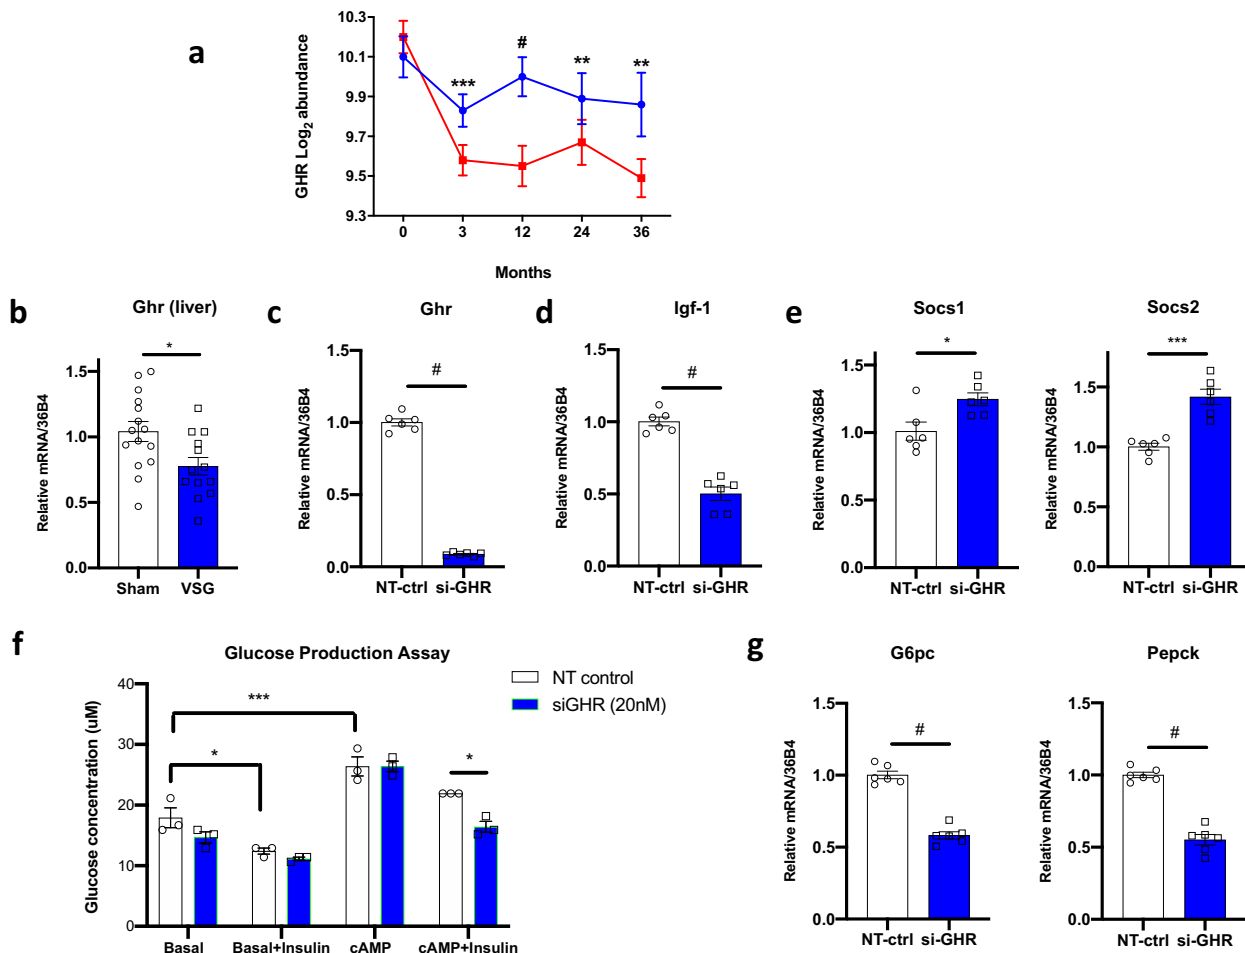 a
GHR Log2 abundance
10.3
10.1
9.9
9.7
9.5
9.3
***
#
**
**
0 3 12 24 36
Months
b
Ghr (liver)
Relative mRNA/36B4
1.5
1.0
0.5
0.0
*
Sham VSG
c
Ghr
Relative mRNA/36B4
1.5
1.0
0.5
0.0
#
NT-ctrl si-GHR
d
Igf-1
Relative mRNA/36B4
1.5
1.0
0.5
0.0
#
NT-ctrl si-GHR
e
Socs1
Relative mRNA/36B4
1.5
1.0
0.5
0.0
*
NT-ctrl si-GHR
Socs2
Relative mRNA/36B4
1.5
1.0
0.5
0.0
***
NT-ctrl si-GHR
f
Glucose Production Assay
Glucose concentration (uM)
40
30
20
10
0
***
*
*
NT control
siGHR (20nM)
Basal Basal+Insulin cAMP cAMP+Insulin
g
G6pc
Relative mRNA/36B4
1.5
1.0
0.5
0.0
#
NT-ctrl si-GHR
Pepck
Relative mRNA/36B4
1.5
1.0
0.5
0.0
#
NT-ctrl si-GHR